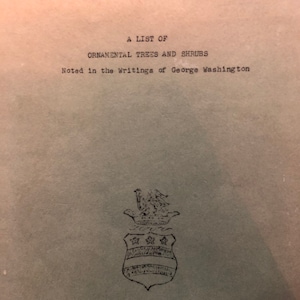 A LIST OF
ORNAMENTAL TREES AND SHRUBS
Noted in the Writings of George Washington